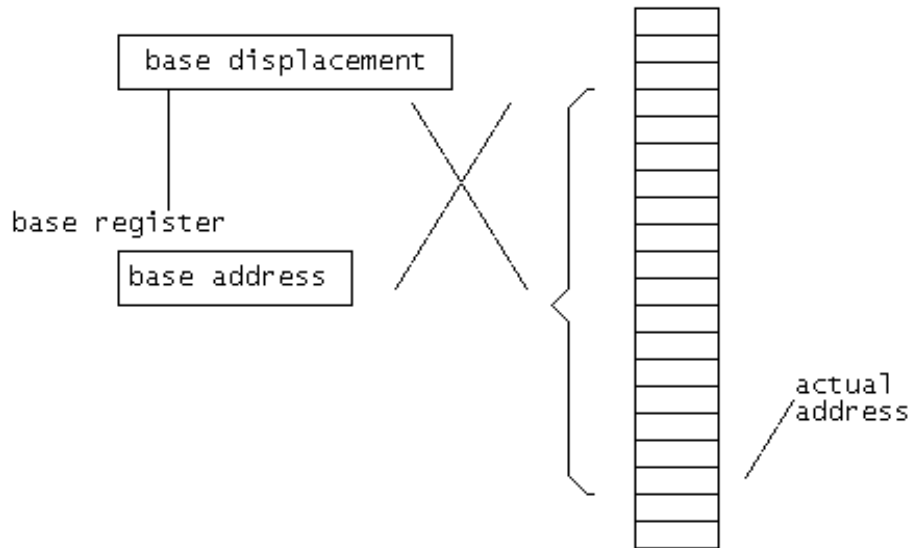 base displacement
base register
base address
actual
address